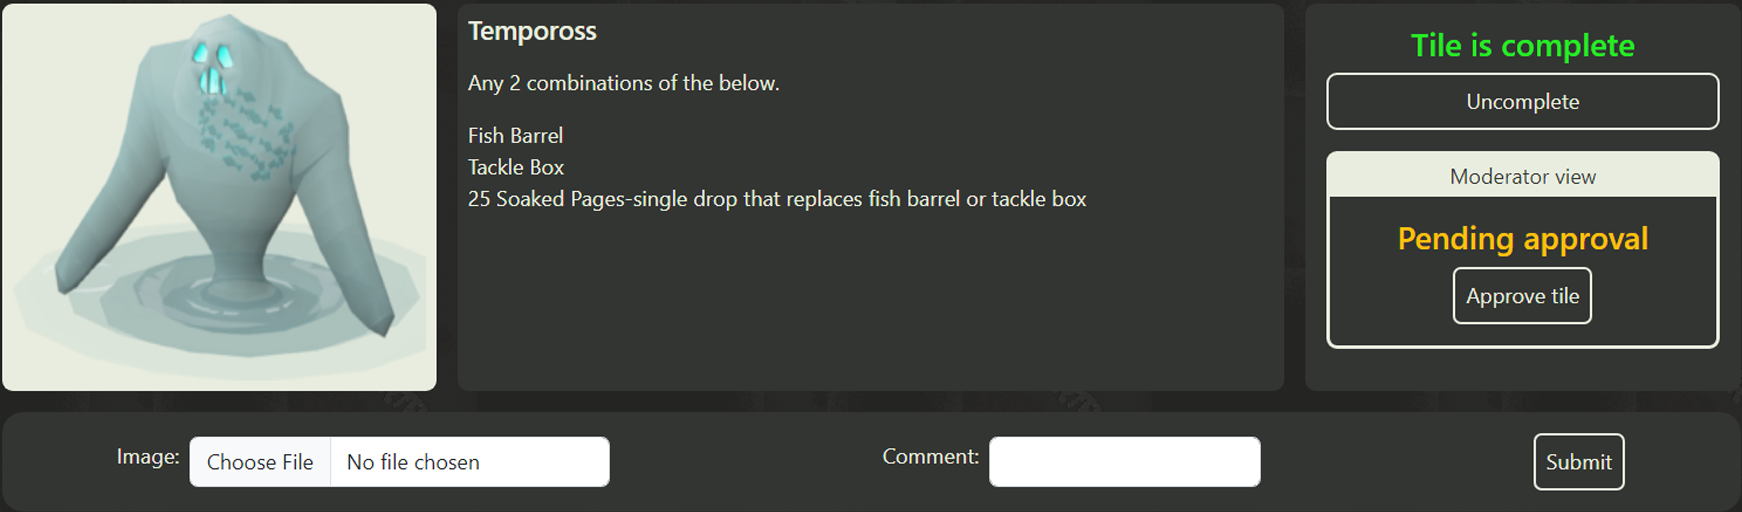 Tempoross
Any 2 combinations of the below.
Fish Barrel
Tackle Box
25 Soaked Pages-single drop that replaces fish barrel or tackle box
Tile is complete
Uncomplete
Moderator view
Pending approval
Approve tile
Image: Choose File No file chosen Comment: Submit